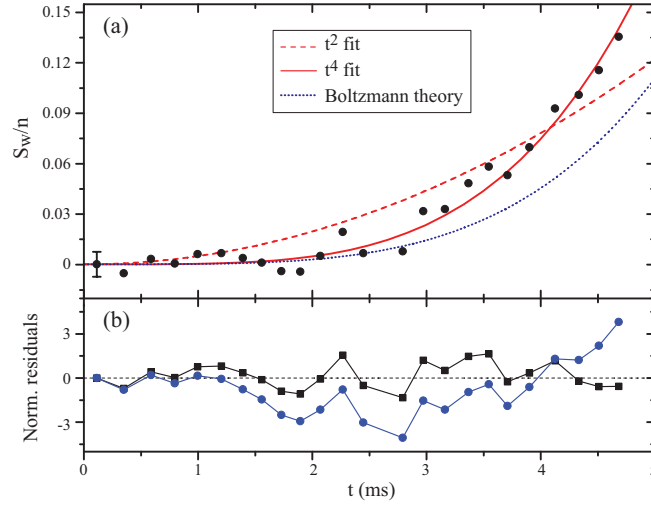 (a)
t² fit
t⁴ fit
Boltzmann theory
S_W/n
0.15
0.12
0.09
0.06
0.03
0
(b)
Norm. residuals
3
0
-3
0
1
2
3
4
5
t (ms)